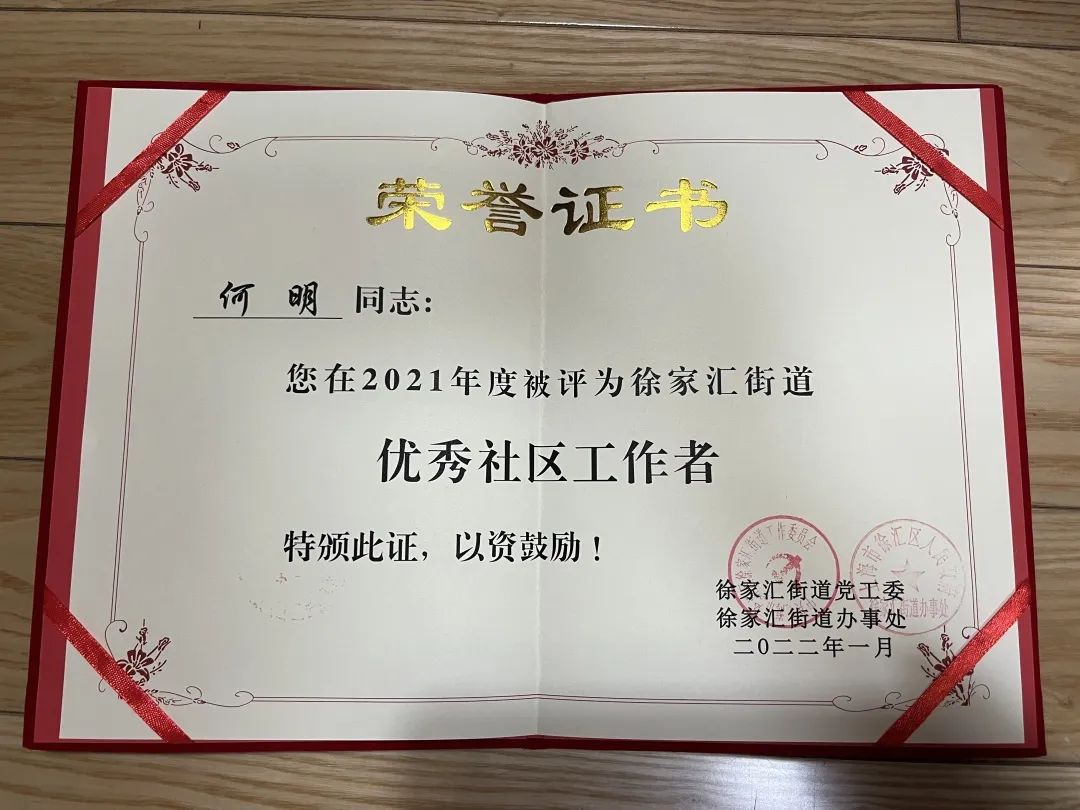 荣誉证书
何明 同志：
您在2021年度被评为徐家汇街道
优秀社区工作者
特颁此证，以资鼓励！
徐家汇街道党工委
徐家汇街道办事处
二〇二二年一月